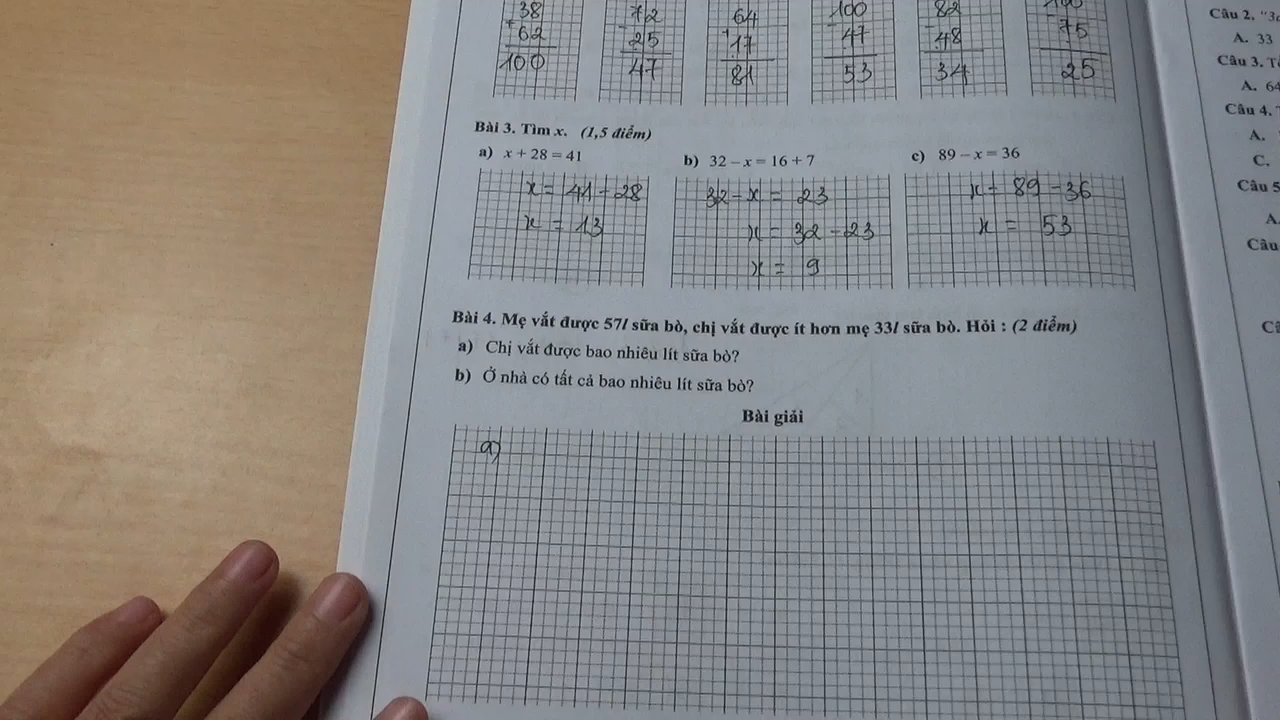 38 72 64 100 82 100
+ - + - - -
62 25 17 47 48 75
100 47 81 53 34 25
Bài 3. Tìm x. (1,5 điểm)
a) x + 28 = 41 b) 32 – x = 16 + 7 c) 89 – x = 36
x = 41 - 28 32 - x = 23 x = 89 - 36
x = 13 x = 32 - 23 x = 53
x = 9
Bài 4. Mẹ vắt được 57l sữa bò, chị vắt được ít hơn mẹ 33l sữa bò. Hỏi : (2 điểm)
a) Chị vắt được bao nhiêu lít sữa bò?
b) Ở nhà có tất cả bao nhiêu lít sữa bò?
Bài giải
a)
Câu 2. "3
A. 33
Câu 3. T
A. 64
Câu 4.
A.
C.
Câu 5
A
Câu